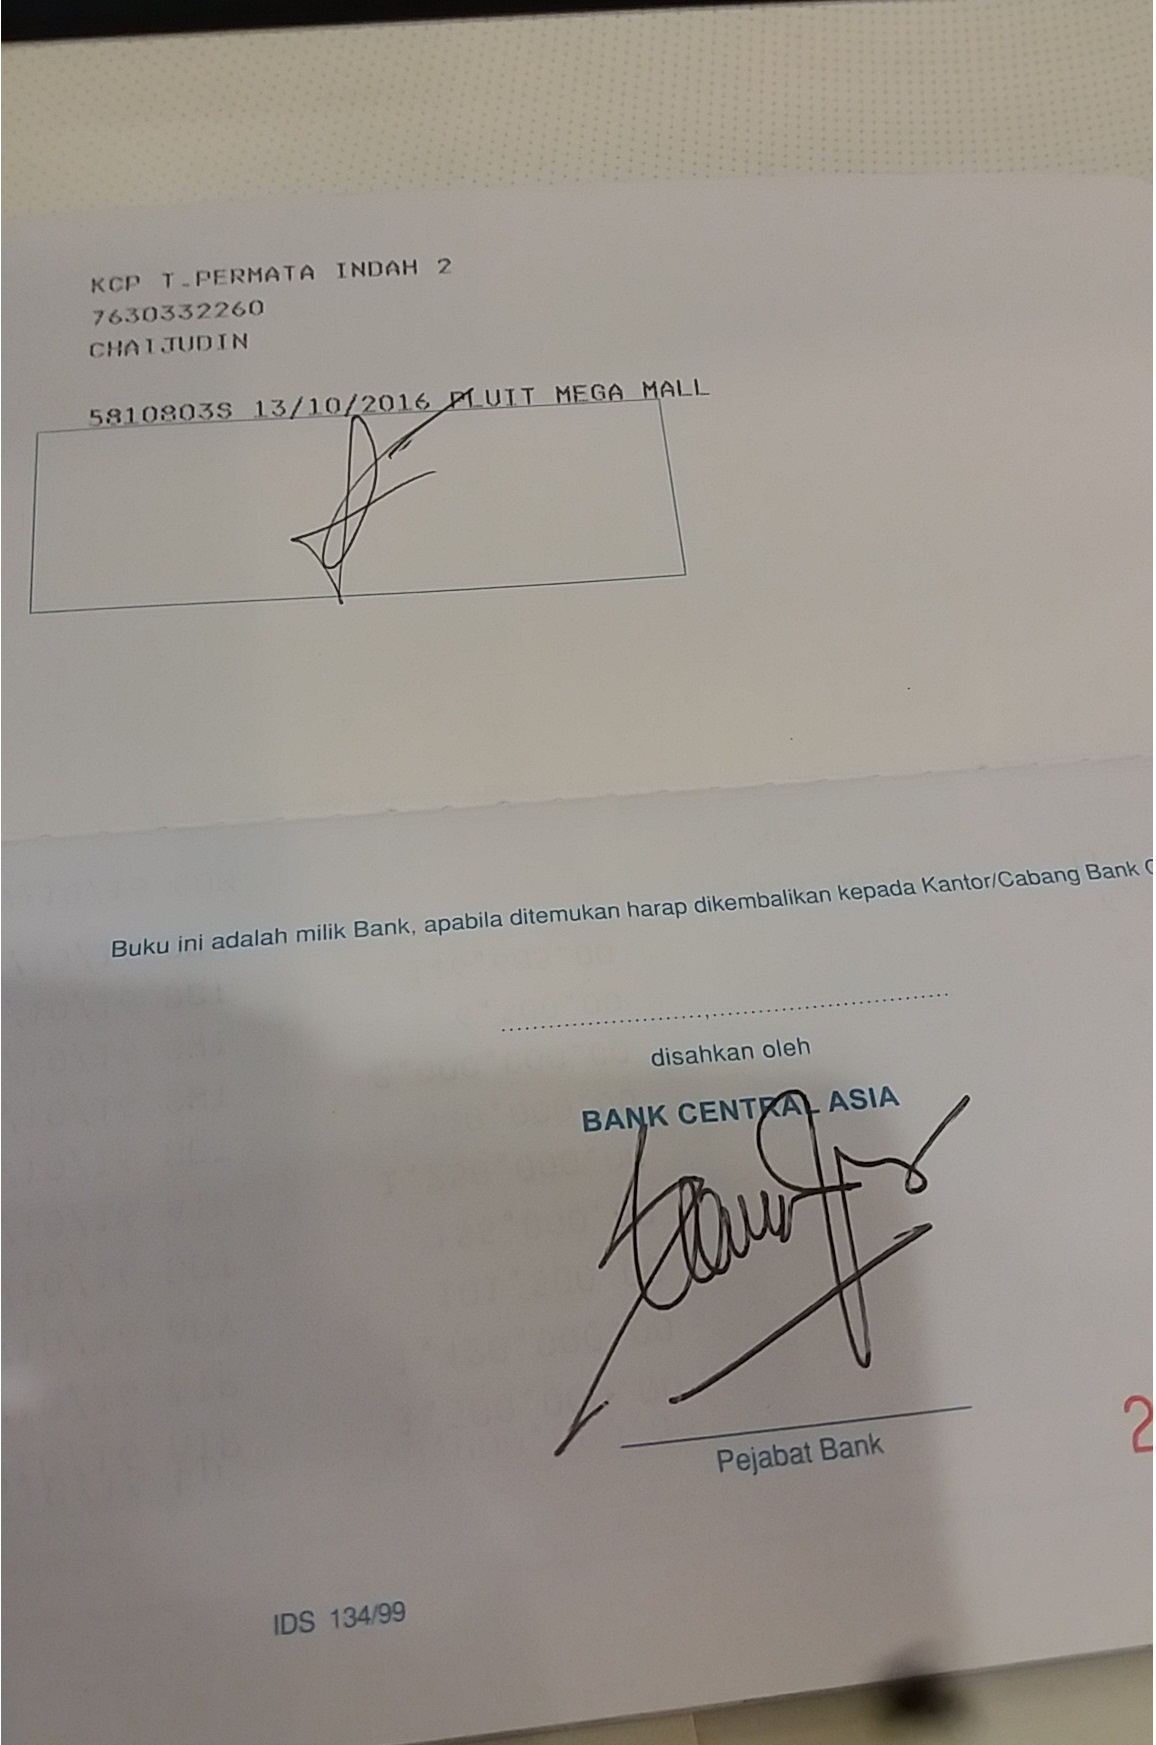 KCP T.PERMATA INDAH 2
7630332260
CHAIJUDIN
5810803S 13/10/2016 PLUIT MEGA MALL
Buku ini adalah milik Bank, apabila ditemukan harap dikembalikan kepada Kantor/Cabang Bank C
disahkan oleh
BANK CENTRAL ASIA
Pejabat Bank
IDS 134/99
2